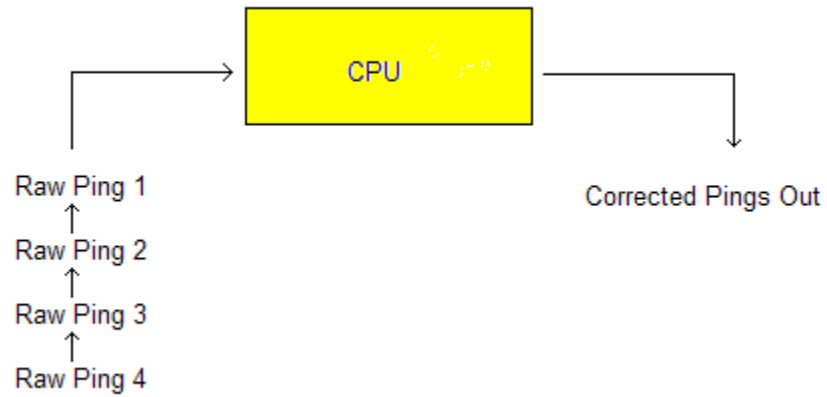 CPU
Raw Ping 1
Corrected Pings Out
Raw Ping 2
Raw Ping 3
Raw Ping 4